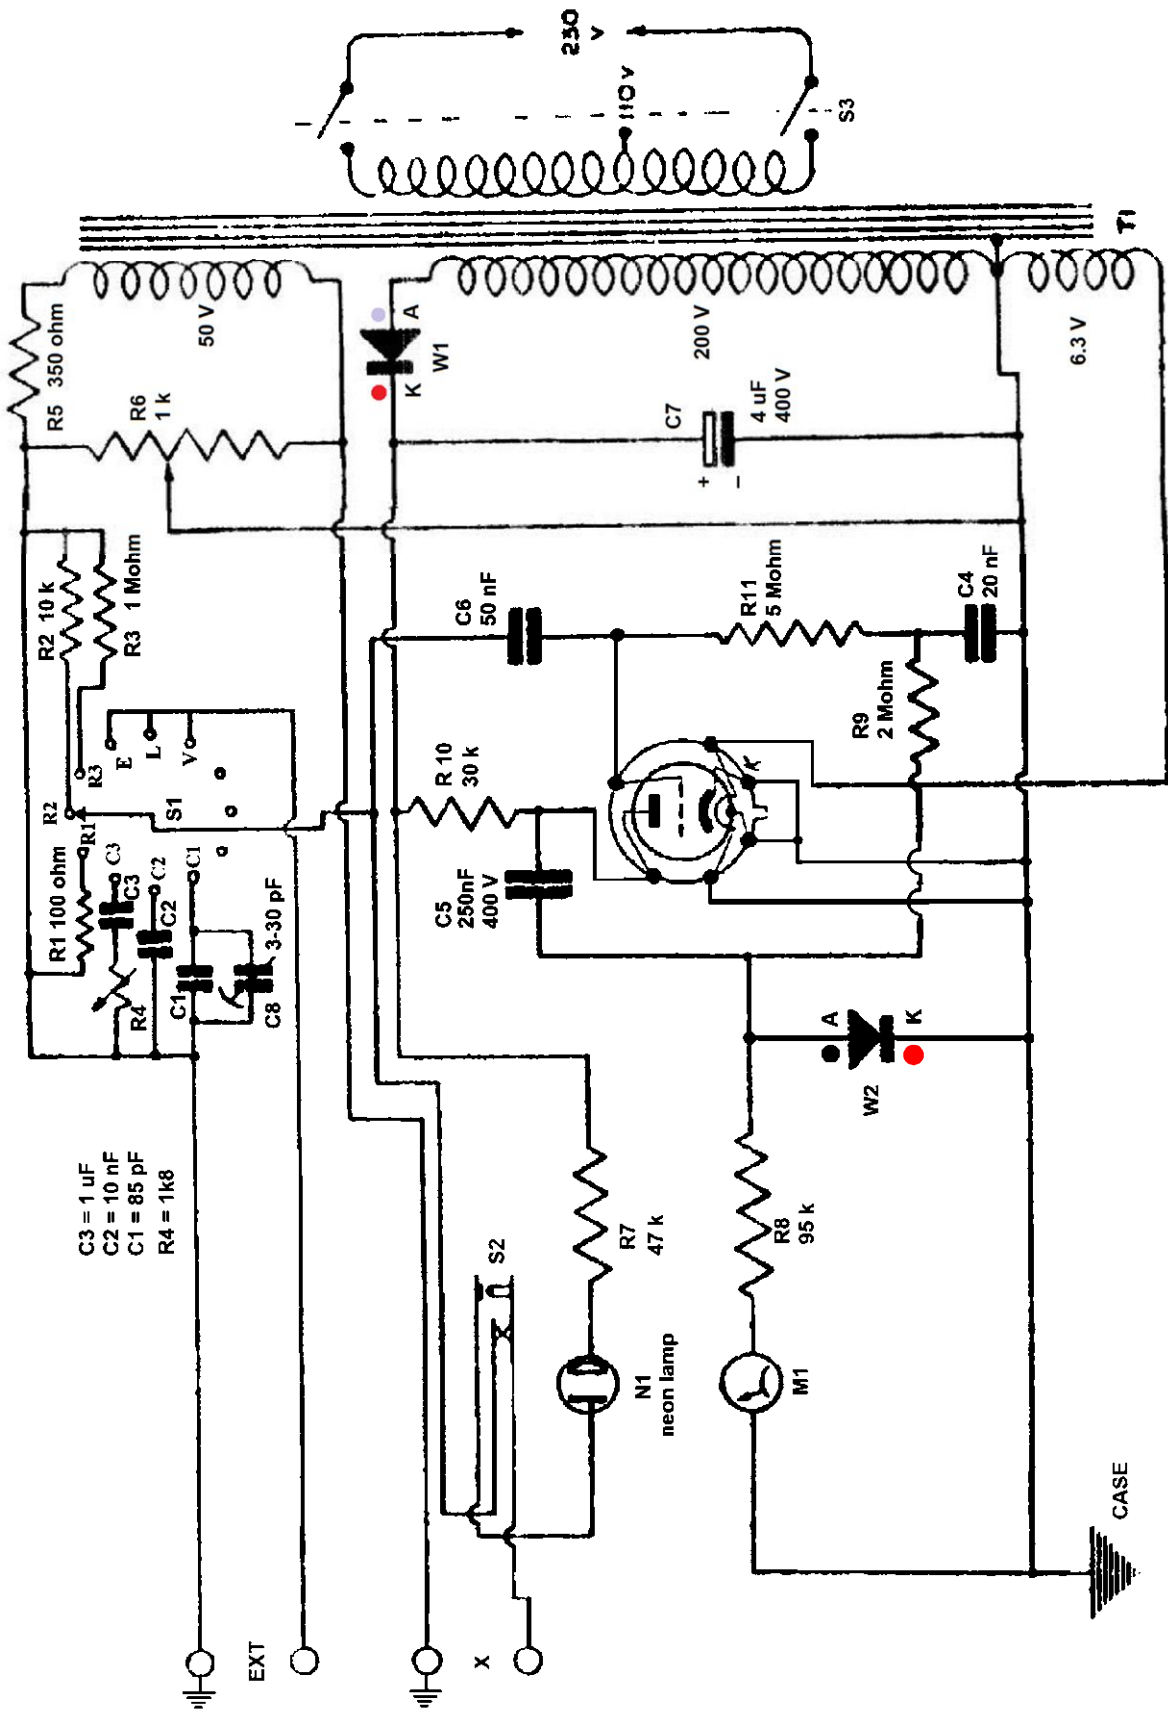 230
V
110 V
S3
T1
R5 350 ohm
50 V
R6
1 k
K A
W1
200 V
6.3 V
C7
+
−
4 uF
400 V
R2 10 k
R3 1 Mohm
C6
50 nF
R11
5 Mohm
C4
20 nF
R9
2 Mohm
R2
R3
E
L
V
S1
R1
C3
C2
C1
R1 100 ohm
C3
C2
C1
R4
C8
3-30 pF
R 10
30 k
C5
250nF
400 V
K
A
K
W2
C3 = 1 uF
C2 = 10 nF
C1 = 85 pF
R4 = 1k8
S2
R7
47 k
R8
95 k
N1
neon lamp
M1
EXT
X
CASE